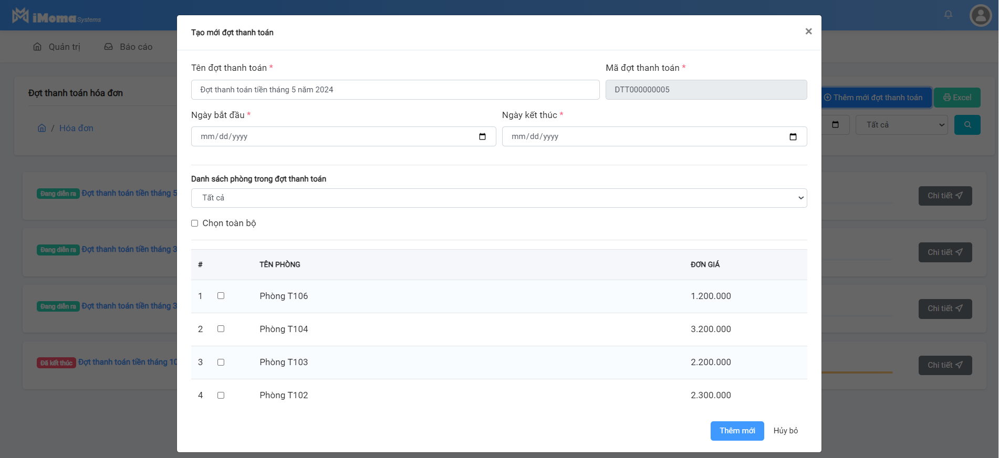 iMoma Systems
Quản trị
Báo cáo
Đợt thanh toán hóa đơn
Thêm mới đợt thanh toán
Excel
/ Hóa đơn
Tất cả
Đang diễn ra Đợt thanh toán tiền tháng 5
Chi tiết
Đang diễn ra Đợt thanh toán tiền tháng 3
Chi tiết
Đang diễn ra Đợt thanh toán tiền tháng 3
Chi tiết
Đã kết thúc Đợt thanh toán tiền tháng 10
Chi tiết
Tạo mới đợt thanh toán
×
Tên đợt thanh toán *
Mã đợt thanh toán *
Đợt thanh toán tiền tháng 5 năm 2024
DTT000000005
Ngày bắt đầu *
Ngày kết thúc *
mm/dd/yyyy
mm/dd/yyyy
Danh sách phòng trong đợt thanh toán
Tất cả
Chọn toàn bộ
# TÊN PHÒNG ĐƠN GIÁ
1 Phòng T106 1.200.000
2 Phòng T104 3.200.000
3 Phòng T103 2.200.000
4 Phòng T102 2.300.000
Thêm mới
Hủy bỏ